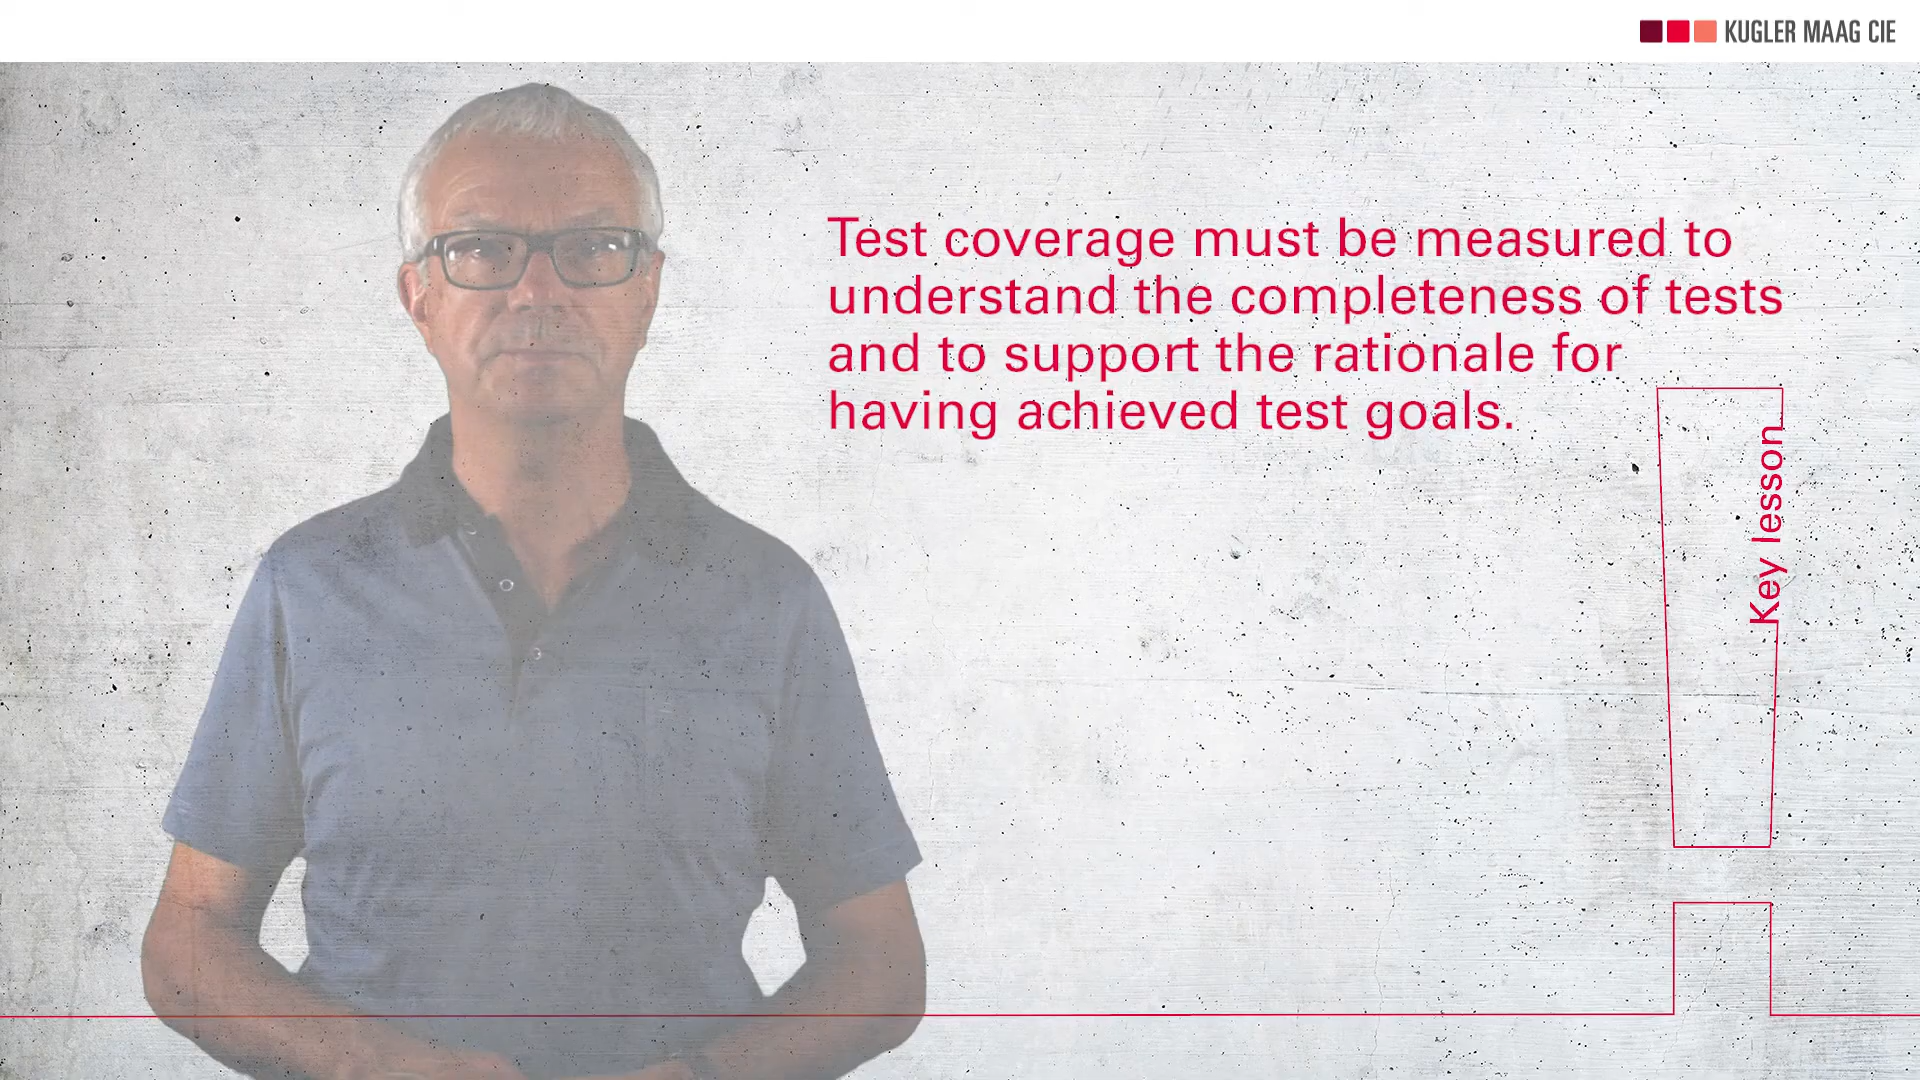 KUGLER MAAG CIE
Test coverage must be measured to
understand the completeness of tests
and to support the rationale for
having achieved test goals.
Key lesson